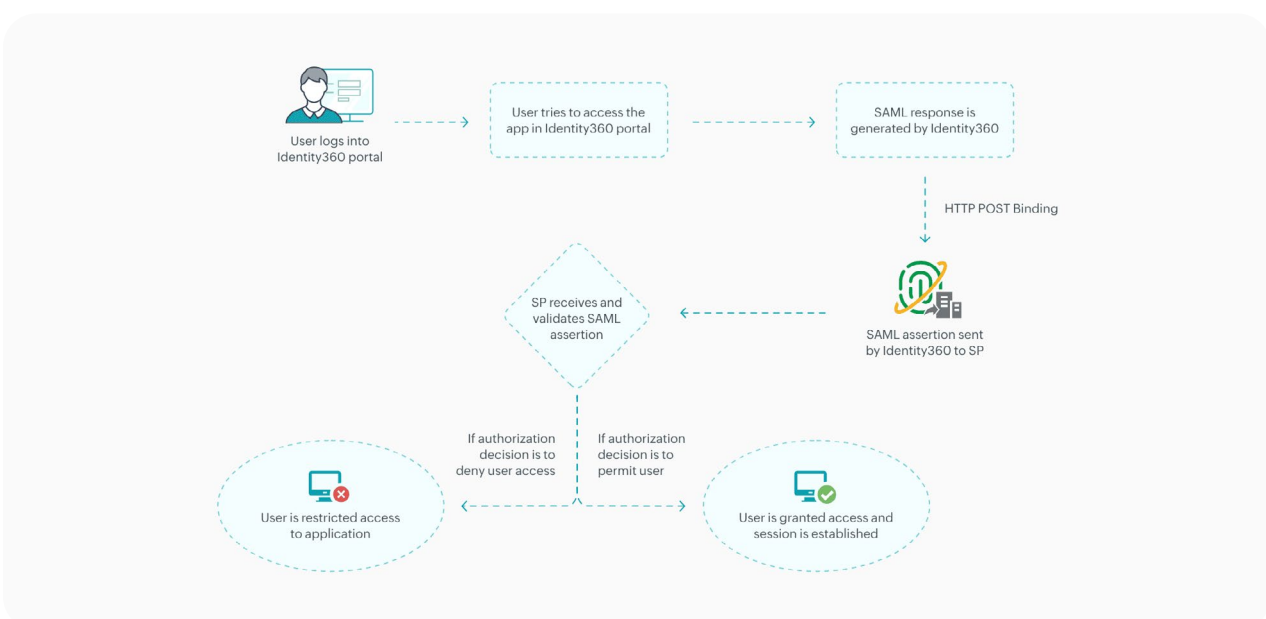 User logs into
Identity360 portal
User tries to access the
app in Identity360 portal
SAML response is
generated by Identity360
HTTP POST Binding
SAML assertion sent
by Identity360 to SP
SP receives and
validates SAML
assertion
If authorization
decision is to
deny user access
If authorization
decision is to
permit user
User is restricted access
to application
User is granted access and
session is established